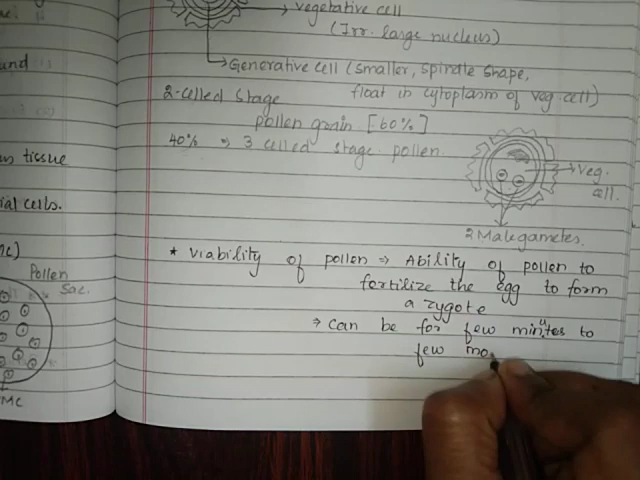 vegetative cell
(Irr. large nucleus)
Generative cell (smaller, spindle shape,
2-celled stage float in cytoplasm of veg cell)
pollen grain [60%]
40% ⇒ 3 celled stage pollen
veg.
cell.
2 Malegametes.
* Viability of pollen ⇒ Ability of pollen to
fertilize the egg to form
a zygote
→ can be for few minutes to
few mo
und
tissue
ial cells.
Pollen
Sac.
MC